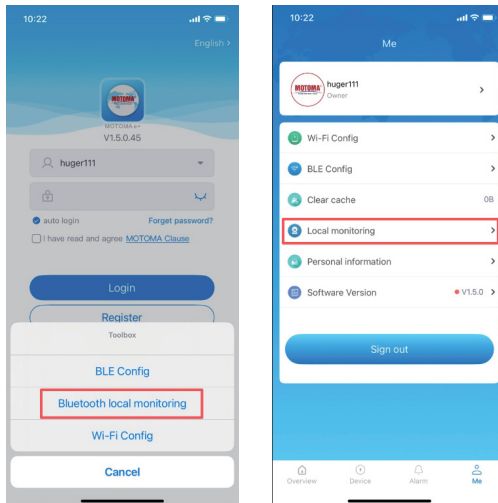 10:22
English >
MOTOMA
MOTOMA e+
V1.5.0.45
huger111
auto login
Forget password?
I have read and agree MOTOMA Clause
Login
Register
Toolbox
BLE Config
Bluetooth local monitoring
Wi-Fi Config
Cancel
10:22
Me
MOTOMA
huger111
Owner
Wi-Fi Config
BLE Config
Clear cache
0B
Local monitoring
Personal information
Software Version
V1.5.0
Sign out
Overview
Device
Alarm
Me